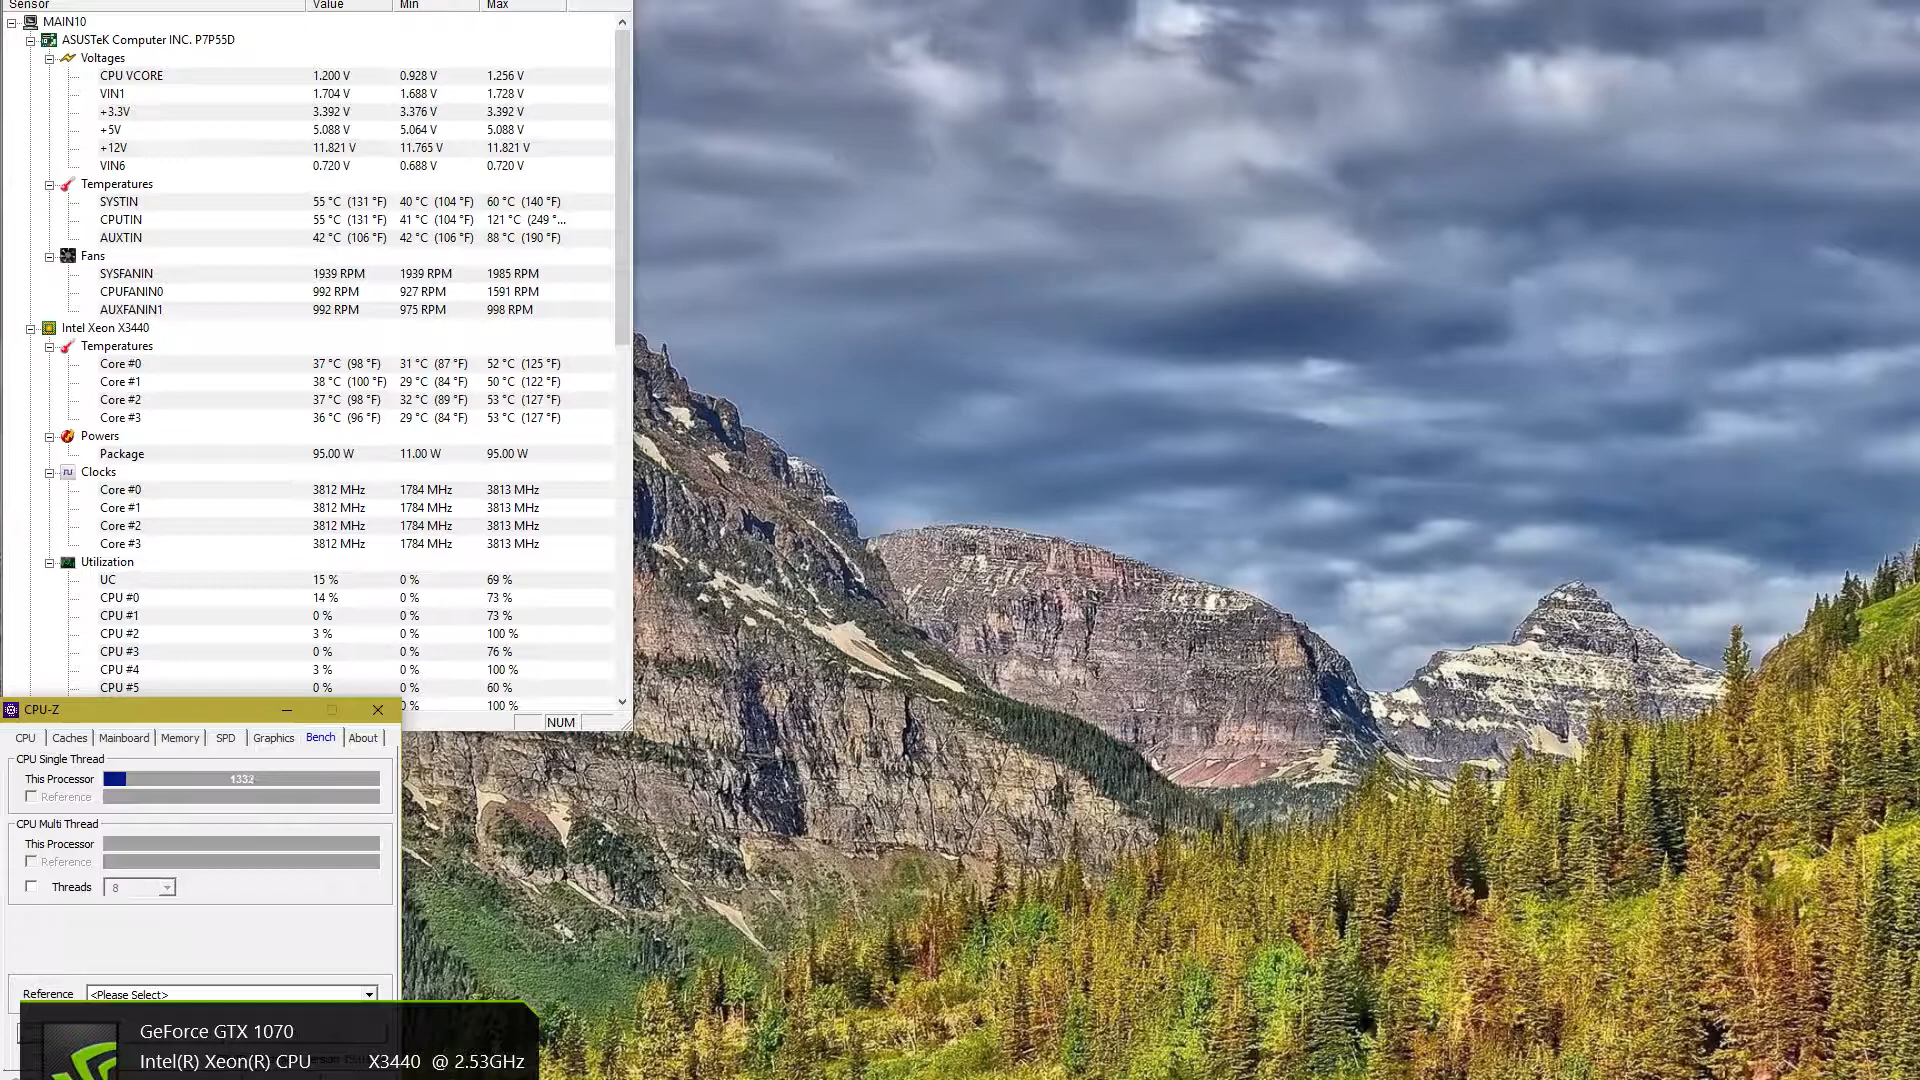 Sensor Value Min Max
MAIN10
ASUSTeK Computer INC. P7P55D
Voltages
CPU VCORE 1.200 V 0.928 V 1.256 V
VIN1 1.704 V 1.688 V 1.728 V
+3.3V 3.392 V 3.376 V 3.392 V
+5V 5.088 V 5.064 V 5.088 V
+12V 11.821 V 11.765 V 11.821 V
VIN6 0.720 V 0.688 V 0.720 V
Temperatures
SYSTIN 55 °C (131 °F) 40 °C (104 °F) 60 °C (140 °F)
CPUTIN 55 °C (131 °F) 41 °C (104 °F) 121 °C (249 °...
AUXTIN 42 °C (106 °F) 42 °C (106 °F) 88 °C (190 °F)
Fans
SYSFANIN 1939 RPM 1939 RPM 1985 RPM
CPUFANIN0 992 RPM 927 RPM 1591 RPM
AUXFANIN1 992 RPM 975 RPM 998 RPM
Intel Xeon X3440
Temperatures
Core #0 37 °C (98 °F) 31 °C (87 °F) 52 °C (125 °F)
Core #1 38 °C (100 °F) 29 °C (84 °F) 50 °C (122 °F)
Core #2 37 °C (98 °F) 32 °C (89 °F) 53 °C (127 °F)
Core #3 36 °C (96 °F) 29 °C (84 °F) 53 °C (127 °F)
Powers
Package 95.00 W 11.00 W 95.00 W
Clocks
Core #0 3812 MHz 1784 MHz 3813 MHz
Core #1 3812 MHz 1784 MHz 3813 MHz
Core #2 3812 MHz 1784 MHz 3813 MHz
Core #3 3812 MHz 1784 MHz 3813 MHz
Utilization
UC 15 % 0 % 69 %
CPU #0 14 % 0 % 73 %
CPU #1 0 % 0 % 73 %
CPU #2 3 % 0 % 100 %
CPU #3 0 % 0 % 76 %
CPU #4 3 % 0 % 100 %
CPU #5 0 % 0 % 60 %
0 % 100 %
NUM
CPU-Z
CPU Caches Mainboard Memory SPD Graphics Bench About
CPU Single Thread
This Processor 1332
Reference
CPU Multi Thread
This Processor
Reference
Threads 8
Reference <Please Select>
GeForce GTX 1070
Intel(R) Xeon(R) CPU X3440 @ 2.53GHz